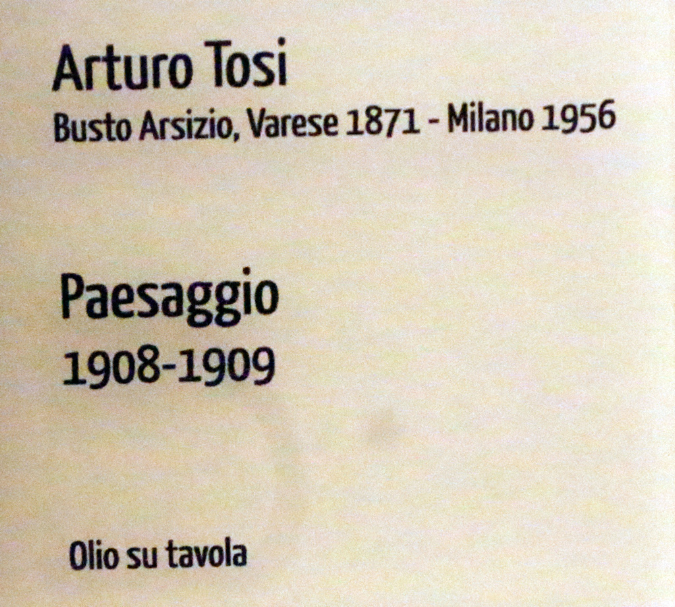 Arturo Tosi
Busto Arsizio, Varese 1871 - Milano 1956
Paesaggio
1908-1909
Olio su tavola